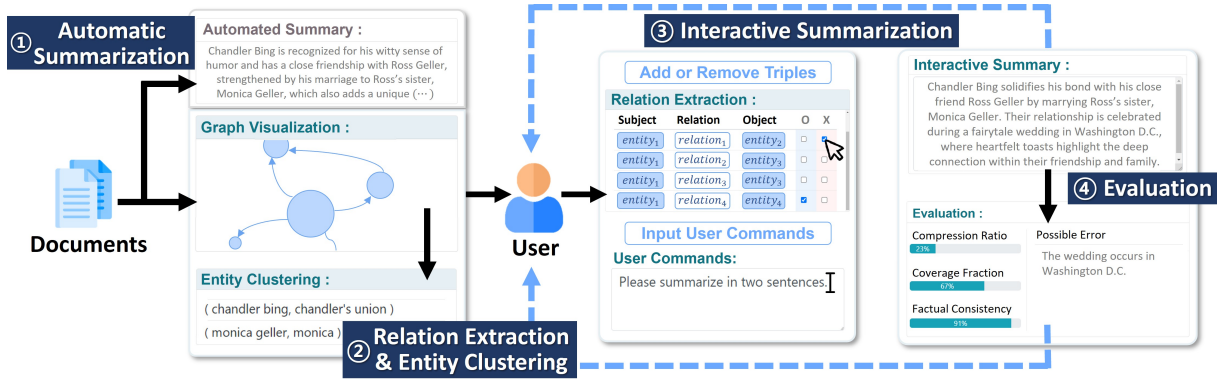 ① Automatic
Summarization
Automated Summary :
Chandler Bing is recognized for his witty sense of
humor and has a close friendship with Ross Geller,
strengthened by his marriage to Ross's sister,
Monica Geller, which also adds a unique (⋯)
Graph Visualization :
Entity Clustering :
( chandler bing, chandler's union )
( monica geller, monica )
② Relation Extraction
& Entity Clustering
Documents
User
③ Interactive Summarization
Add or Remove Triples
Relation Extraction :
Subject Relation Object O X
entity₁ relation₁ entity₂
entity₁ relation₂ entity₃
entity₁ relation₃ entity₃
entity₁ relation₄ entity₄
Input User Commands
User Commands:
Please summarize in two sentences.
Interactive Summary :
Chandler Bing solidifies his bond with his close
friend Ross Geller by marrying Ross's sister,
Monica Geller. Their relationship is celebrated
during a fairytale wedding in Washington D.C.,
where heartfelt toasts highlight the deep
connection within their friendship and family.
④ Evaluation
Evaluation :
Compression Ratio
23%
Coverage Fraction
67%
Factual Consistency
91%
Possible Error
The wedding occurs in
Washington D.C.